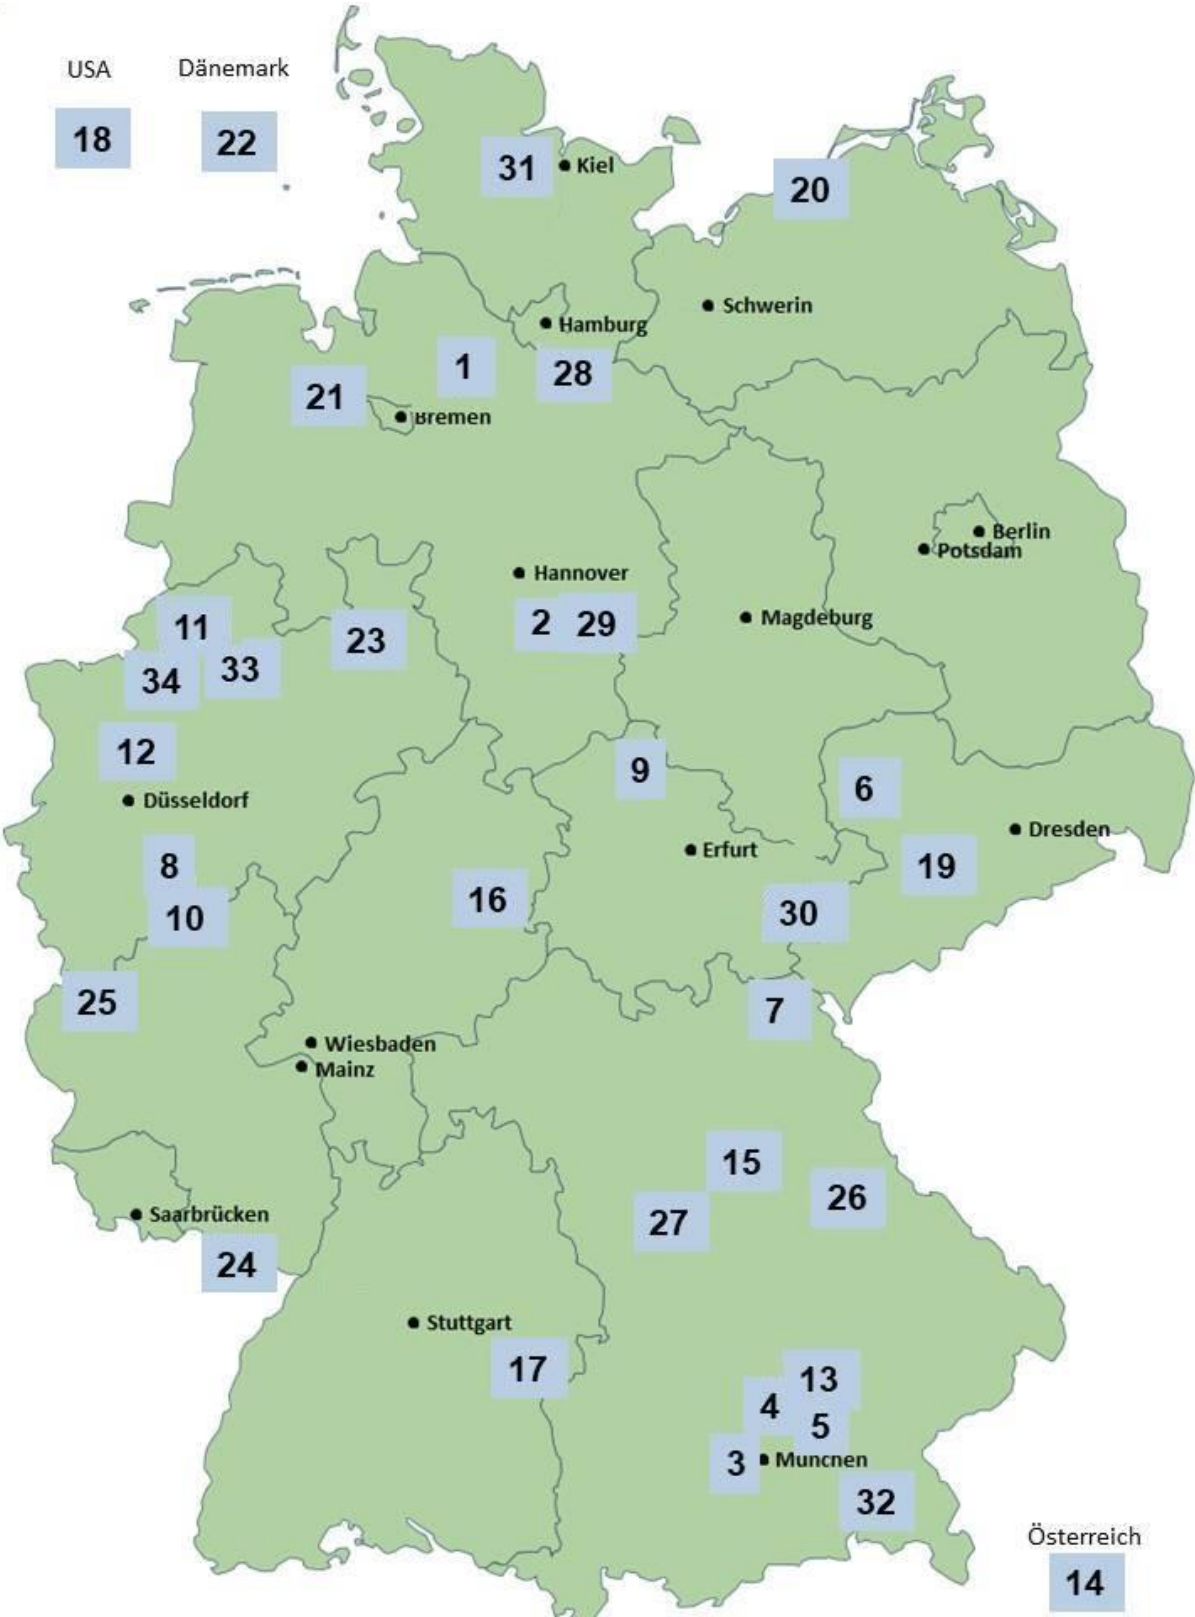 USA
Dänemark
18
22
31
Kiel
20
Schwerin
Hamburg
1
28
21
Bremen
Berlin
Potsdam
Hannover
Magdeburg
2
29
11
23
33
34
12
9
6
Düsseldorf
Dresden
Erfurt
8
19
16
10
30
25
7
Wiesbaden
Mainz
15
26
Saarbrücken
27
24
Stuttgart
17
13
4
5
3
Muncnen
32
Österreich
14